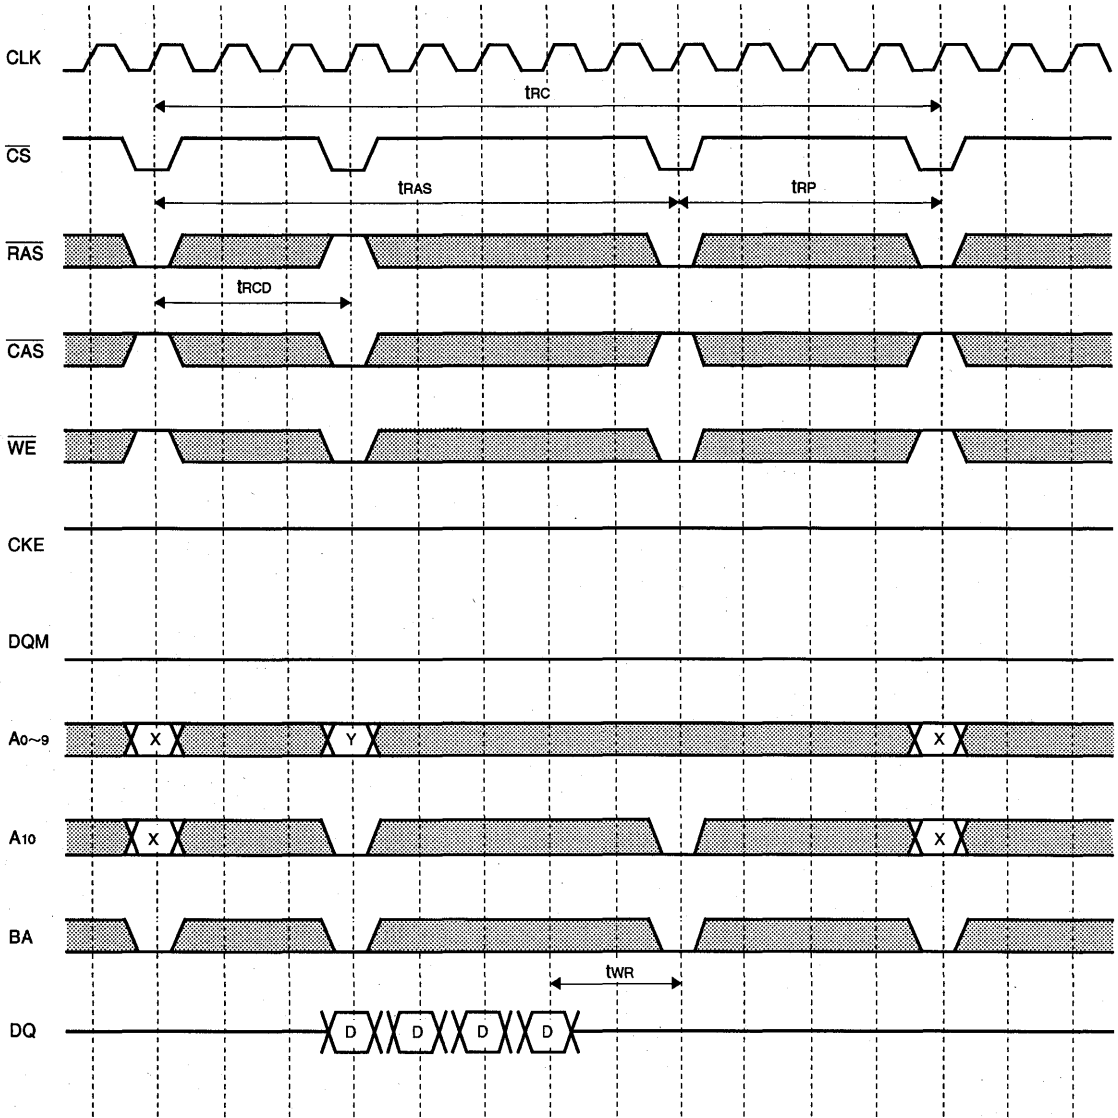 CLK
tRC
CS
tRAS
tRP
RAS
tRCD
CAS
WE
CKE
DQM
A0~9 X Y X
A10 X X
BA
tWR
DQ D D D D